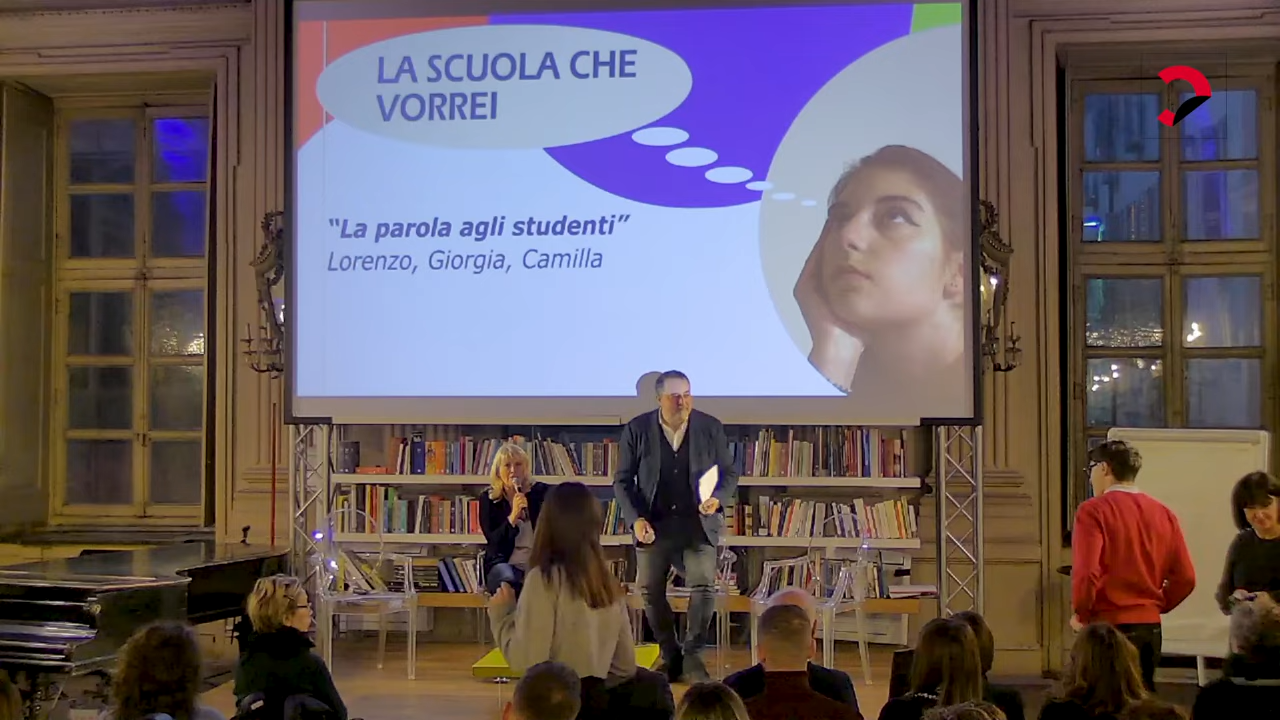 LA SCUOLA CHE
VORREI
“La parola agli studenti”
Lorenzo, Giorgia, Camilla